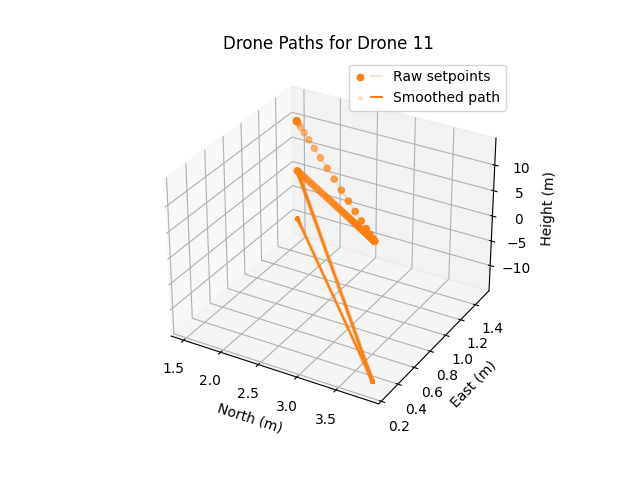 Drone Paths for Drone 11
Raw setpoints
Smoothed path
10
5
0
−5
−10
Height (m)
1.5
2.0
2.5
3.0
3.5
North (m)
0.2
0.4
0.6
0.8
1.0
1.2
1.4
East (m)